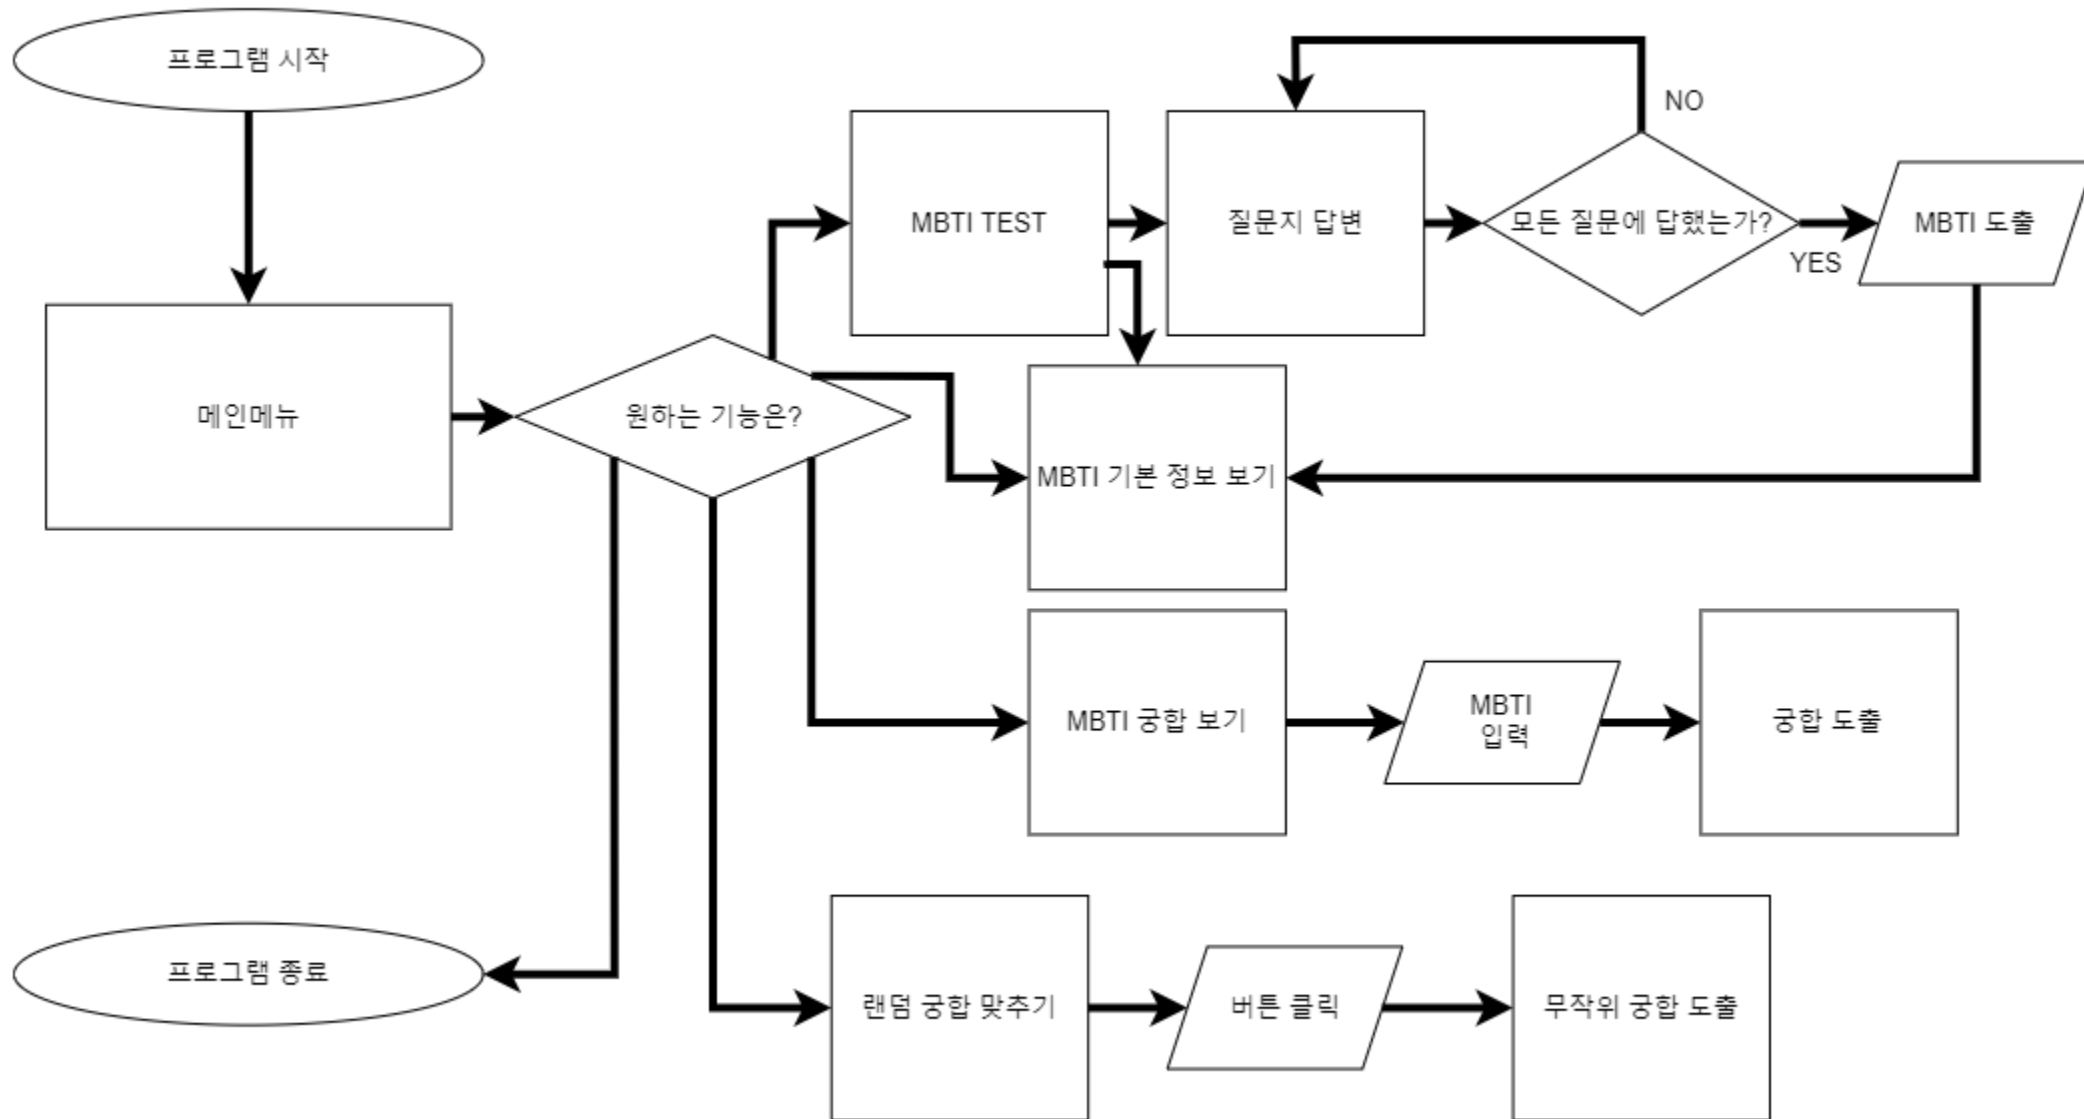 프로그램 시작
NO
MBTI TEST
질문지 답변
모든 질문에 답했는가?
MBTI 도출
YES
메인메뉴
원하는 기능은?
MBTI 기본 정보 보기
MBTI 궁합 보기
MBTI
입력
궁합 도출
프로그램 종료
랜덤 궁합 맞추기
버튼 클릭
무작위 궁합 도출